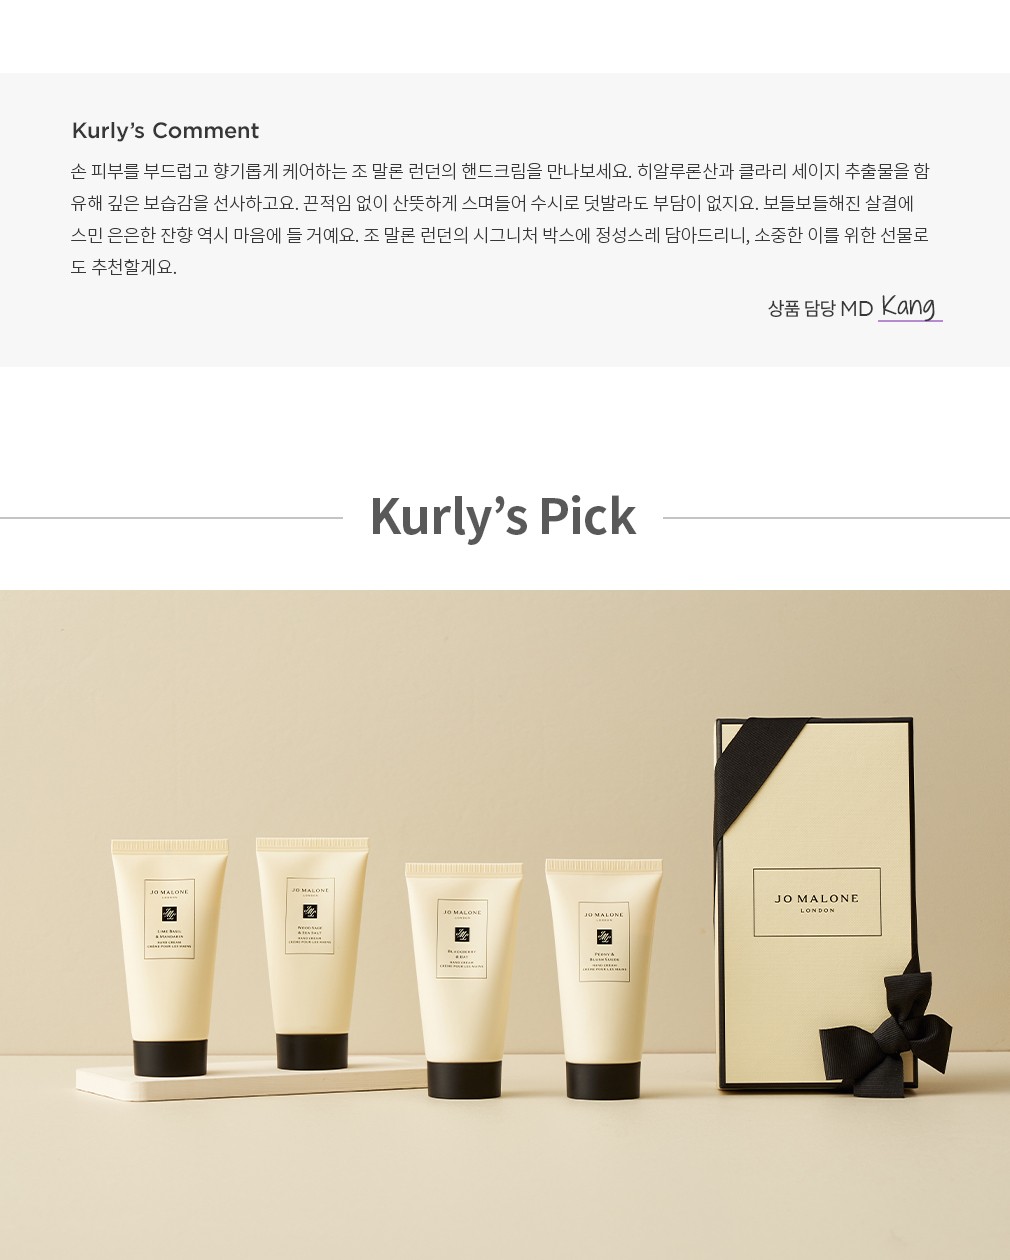 Kurly’s Comment
손 피부를 부드럽고 향기롭게 케어하는 조 말론 런던의 핸드크림을 만나보세요. 히알루론산과 클라리 세이지 추출물을 함
유해 깊은 보습감을 선사하고요. 끈적임 없이 산뜻하게 스며들어 수시로 덧발라도 부담이 없지요. 보들보들해진 살결에
스민 은은한 잔향 역시 마음에 들 거예요. 조 말론 런던의 시그니처 박스에 정성스레 담아드리니, 소중한 이를 위한 선물로
도 추천할게요.
상품 담당 MD Kang
Kurly’s Pick
JO MALONE
LONDON
LIME BASIL
& MANDARIN
HAND CREAM
CRÈME POUR LES MAINS
JO MALONE
LONDON
WOOD SAGE
& SEA SALT
HAND CREAM
CRÈME POUR LES MAINS
JO MALONE
LONDON
BLACKBERRY
& BAY
HAND CREAM
CRÈME POUR LES MAINS
JO MALONE
LONDON
PEONY &
BLUSH SUEDE
HAND CREAM
CRÈME POUR LES MAINS
JO MALONE
LONDON